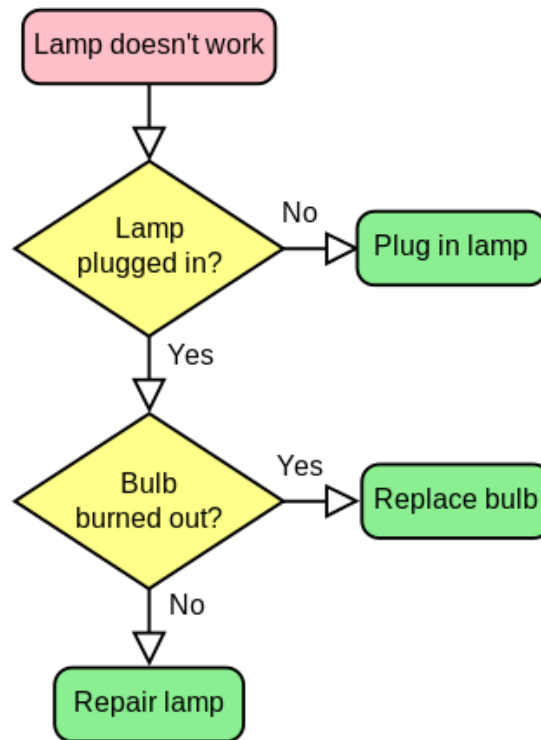 Lamp doesn't work
Lamp
plugged in?
No
Plug in lamp
Yes
Bulb
burned out?
Yes
Replace bulb
No
Repair lamp